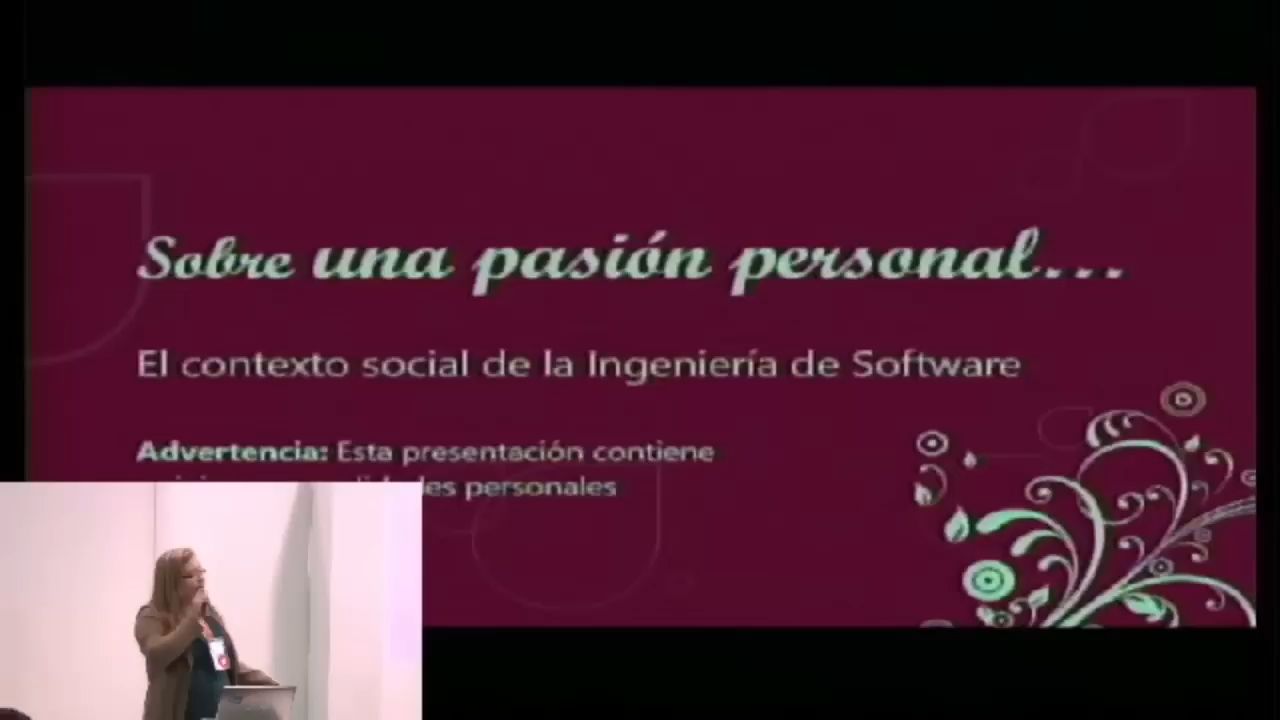 Sobre una pasión personal...
El contexto social de la Ingeniería de Software
Advertencia: Esta presentación contiene
personales